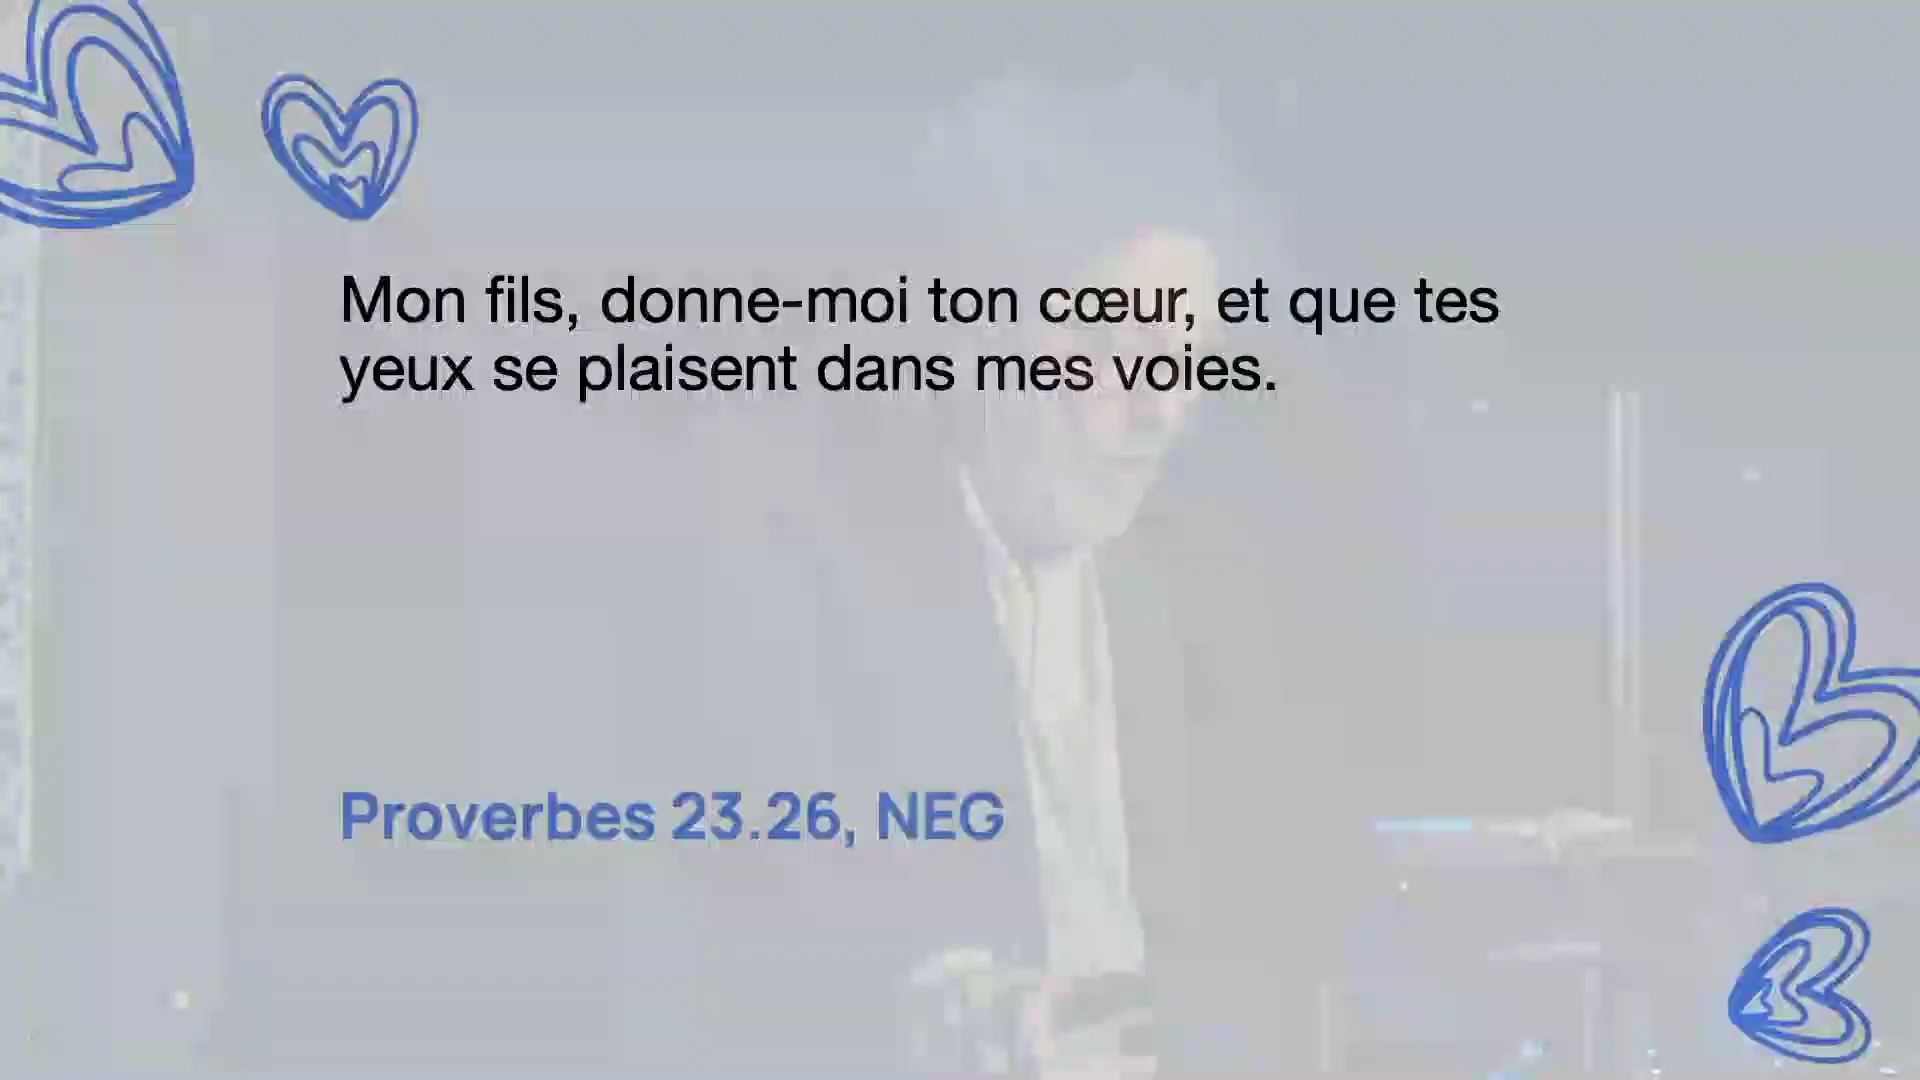 Mon fils, donne-moi ton cœur, et que tes
yeux se plaisent dans mes voies.
Proverbes 23.26, NEG